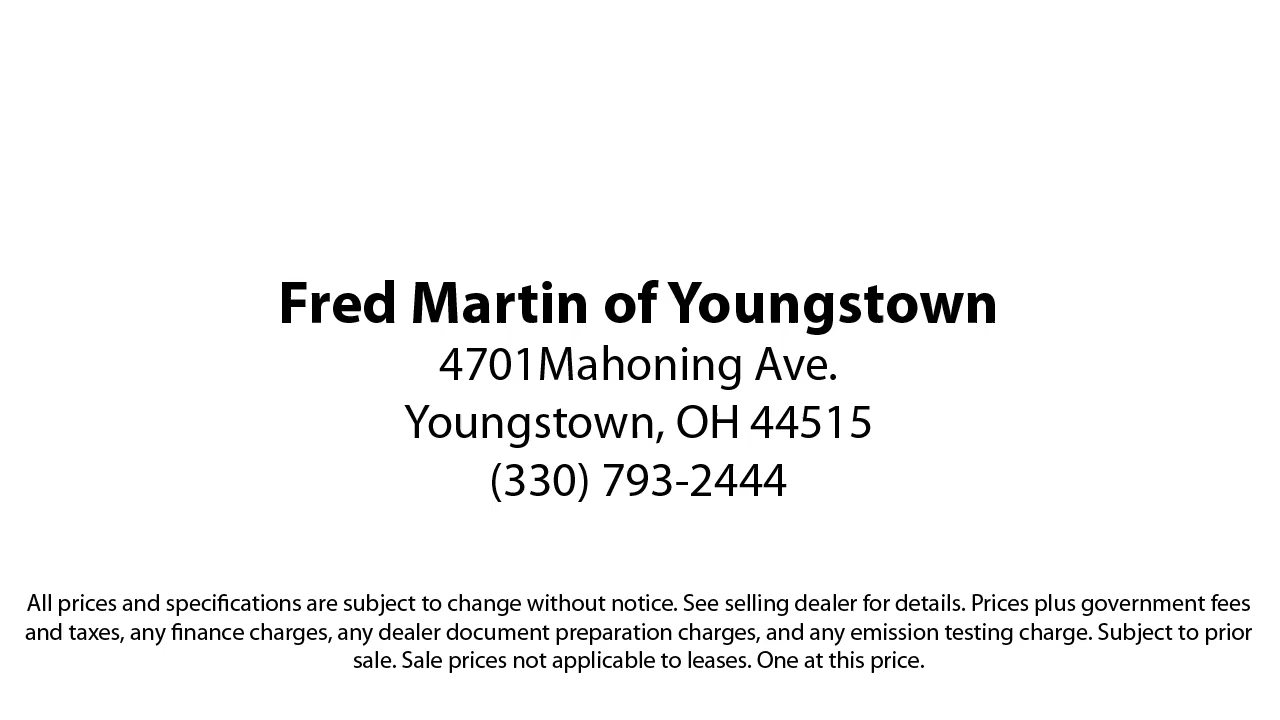 Fred Martin of Youngstown
4701Mahoning Ave.
Youngstown, OH 44515
(330) 793-2444
All prices and specifications are subject to change without notice. See selling dealer for details. Prices plus government fees
and taxes, any finance charges, any dealer document preparation charges, and any emission testing charge. Subject to prior
sale. Sale prices not applicable to leases. One at this price.